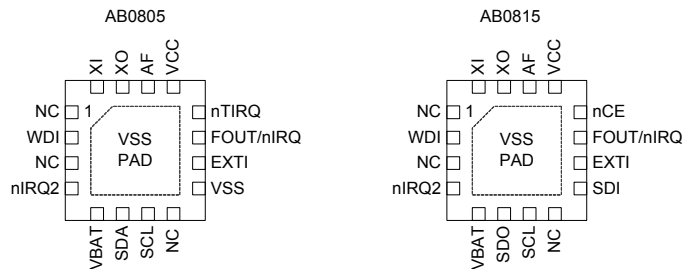 AB0805
XI XO AF VCC
NC 1 nTIRQ
WDI VSS FOUT/nIRQ
NC PAD EXTI
nIRQ2 VSS
VBAT SDA SCL NC
AB0815
XI XO AF VCC
NC 1 nCE
WDI VSS FOUT/nIRQ
NC PAD EXTI
nIRQ2 SDI
VBAT SDO SCL NC